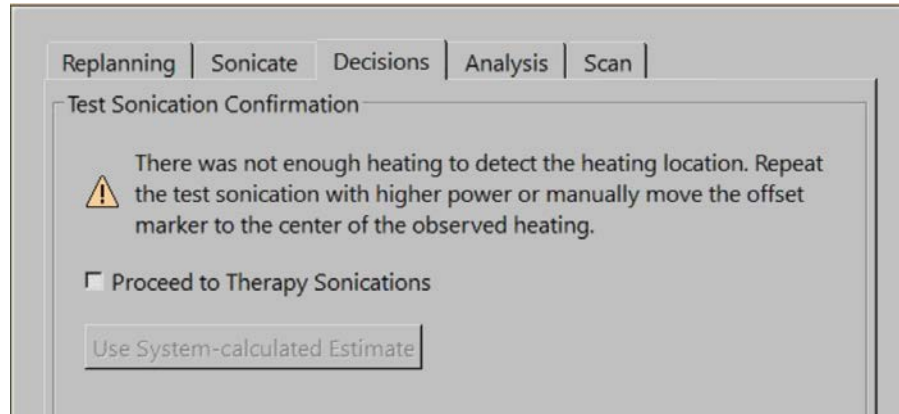 Replanning Sonicate Decisions Analysis Scan
Test Sonication Confirmation
There was not enough heating to detect the heating location. Repeat
the test sonication with higher power or manually move the offset
marker to the center of the observed heating.
Proceed to Therapy Sonications
Use System-calculated Estimate